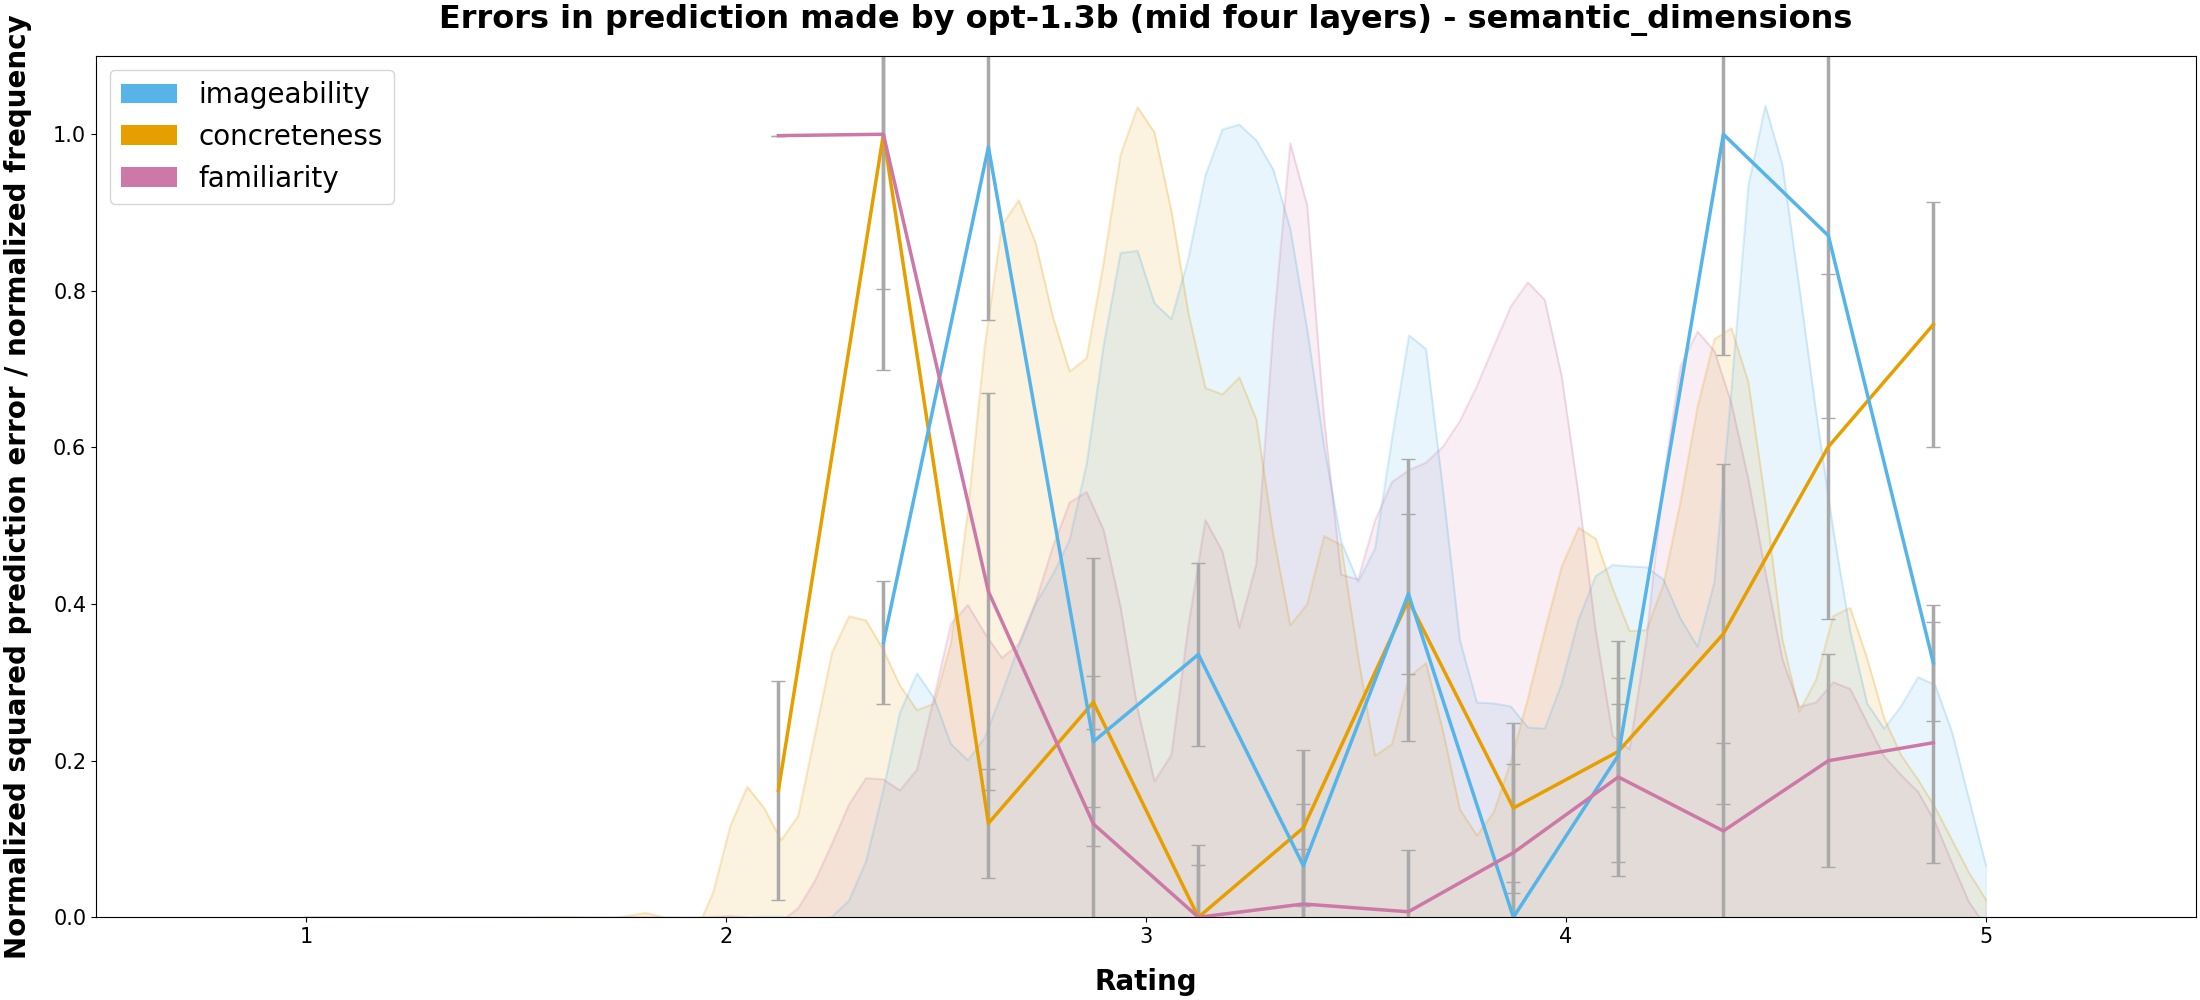 Errors in prediction made by opt-1.3b (mid four layers) - semantic_dimensions
Normalized squared prediction error / normalized frequency
imageability
concreteness
familiarity
1.0
0.8
0.6
0.4
0.2
0.0
1 2 3 4 5
Rating